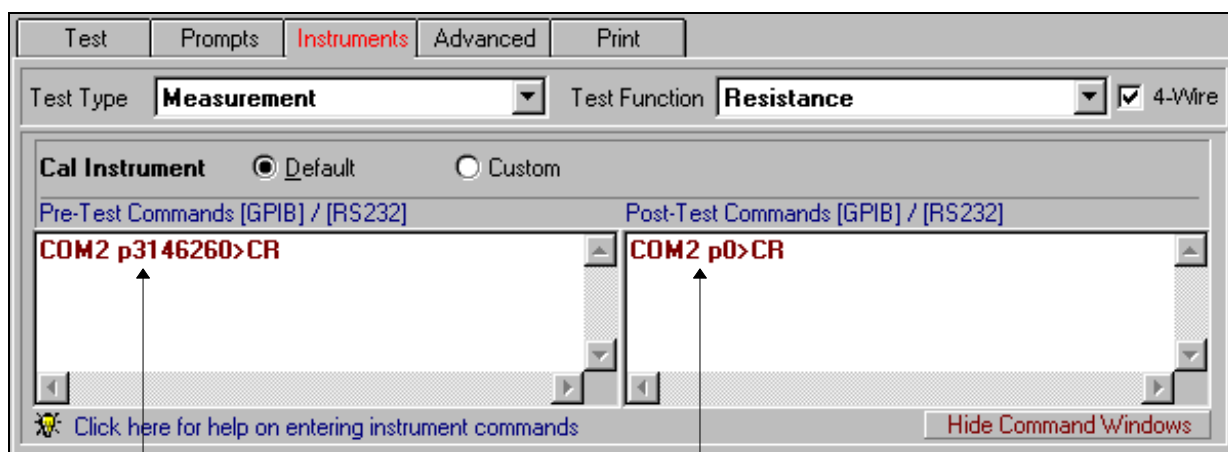 Test Prompts Instruments Advanced Print
Test Type Measurement Test Function Resistance 4-Wire
Cal Instrument Default Custom
Pre-Test Commands [GPIB] / [RS232] Post-Test Commands [GPIB] / [RS232]
COM2 p3146260>CR COM2 p0>CR
Click here for help on entering instrument commands Hide Command Windows